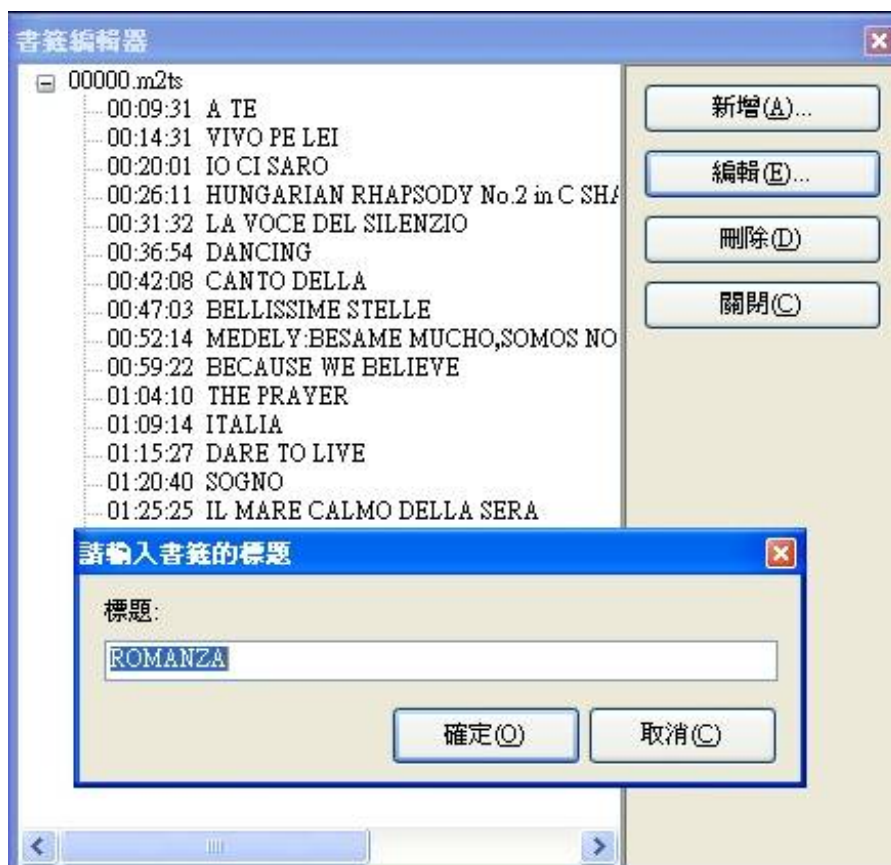 書籤編輯器
00000.m2ts
00:09:31 A TE
00:14:31 VIVO PE LEI
00:20:01 IO CI SARO
00:26:11 HUNGARIAN RHAPSODY No.2 in C SHA
00:31:32 LA VOCE DEL SILENZIO
00:36:54 DANCING
00:42:08 CANTO DELLA
00:47:03 BELLISSIME STELLE
00:52:14 MEDELY:BESAME MUCHO,SOMOS NO
00:59:22 BECAUSE WE BELIEVE
01:04:10 THE PRAYER
01:09:14 ITALIA
01:15:27 DARE TO LIVE
01:20:40 SOGNO
01:25:25 IL MARE CALMO DELLA SERA
新增(A)...
編輯(E)...
刪除(D)
關閉(C)
請輸入書籤的標題
標題:
ROMANZA
確定(O)
取消(C)